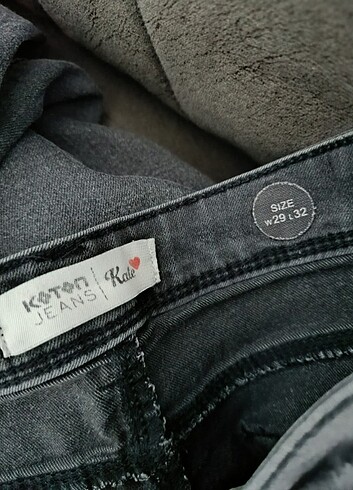 SIZE
W29 L32
KOTON
JEANS
Kate